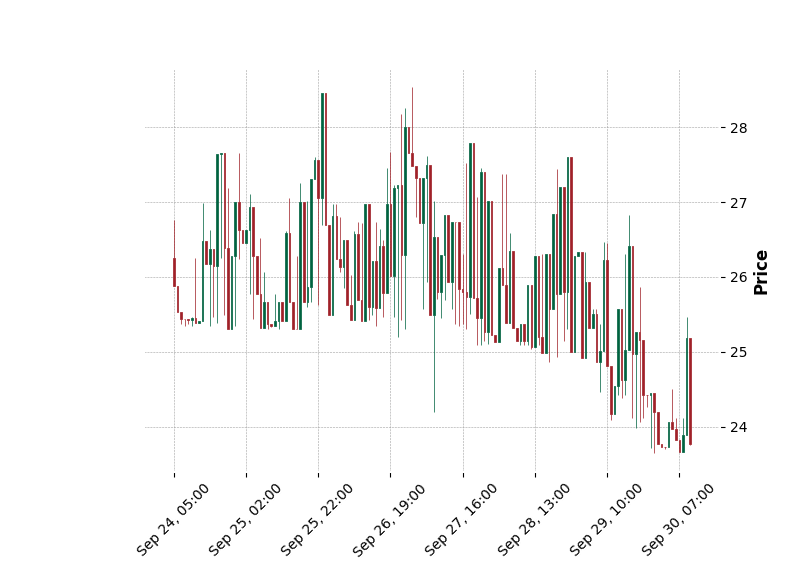 28
27
26
25
24
Price
Sep 24, 05:00
Sep 25, 02:00
Sep 25, 22:00
Sep 26, 19:00
Sep 27, 16:00
Sep 28, 13:00
Sep 29, 10:00
Sep 30, 07:00